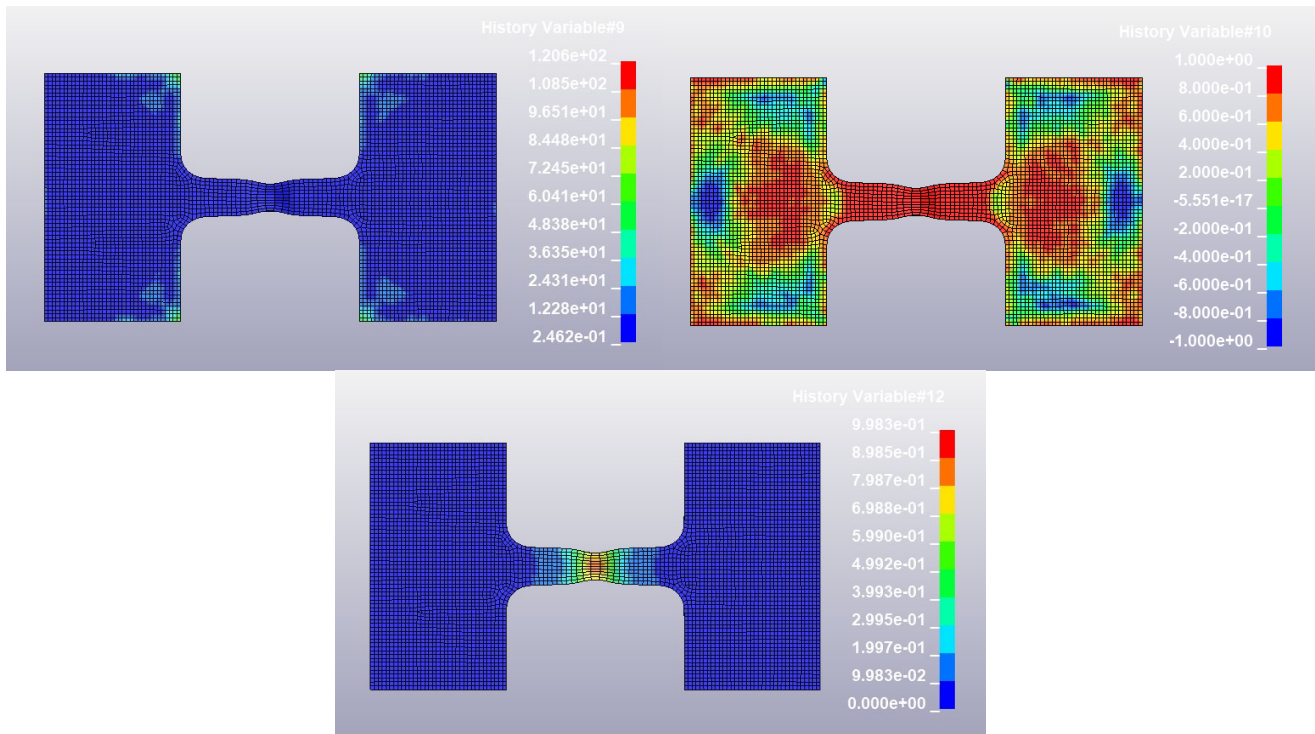 History Variable#9
1.206e+02
1.085e+02
9.651e+01
8.448e+01
7.245e+01
6.041e+01
4.838e+01
3.635e+01
2.431e+01
1.228e+01
2.462e-01
History Variable#10
1.000e+00
8.000e-01
6.000e-01
4.000e-01
2.000e-01
-5.551e-17
-2.000e-01
-4.000e-01
-6.000e-01
-8.000e-01
-1.000e+00
History Variable#12
9.983e-01
8.985e-01
7.987e-01
6.988e-01
5.990e-01
4.992e-01
3.993e-01
2.995e-01
1.997e-01
9.983e-02
0.000e+00